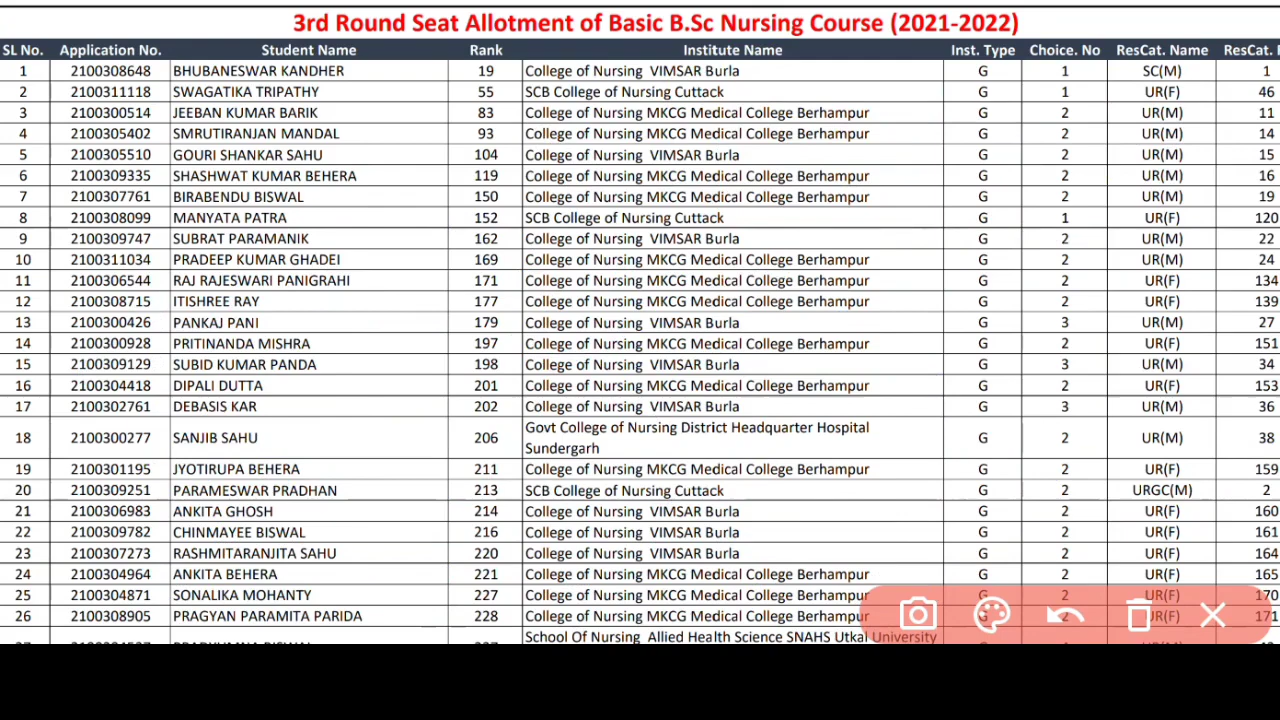 3rd Round Seat Allotment of Basic B.Sc Nursing Course (2021-2022)
SL No. Application No. Student Name Rank Institute Name Inst. Type Choice. No ResCat. Name ResCat.
1 2100308648 BHUBANESWAR KANDHER 19 College of Nursing VIMSAR Burla G 1 SC(M) 1
2 2100311118 SWAGATIKA TRIPATHY 55 SCB College of Nursing Cuttack G 1 UR(F) 46
3 2100300514 JEEBAN KUMAR BARIK 83 College of Nursing MKCG Medical College Berhampur G 2 UR(M) 11
4 2100305402 SMRUTIRANJAN MANDAL 93 College of Nursing MKCG Medical College Berhampur G 2 UR(M) 14
5 2100305510 GOURI SHANKAR SAHU 104 College of Nursing VIMSAR Burla G 2 UR(M) 15
6 2100309335 SHASHWAT KUMAR BEHERA 119 College of Nursing MKCG Medical College Berhampur G 2 UR(M) 16
7 2100307761 BIRABENDU BISWAL 150 College of Nursing MKCG Medical College Berhampur G 2 UR(M) 19
8 2100308099 MANYATA PATRA 152 SCB College of Nursing Cuttack G 1 UR(F) 120
9 2100309747 SUBRAT PARAMANIK 162 College of Nursing VIMSAR Burla G 2 UR(M) 22
10 2100311034 PRADEEP KUMAR GHADEI 169 College of Nursing MKCG Medical College Berhampur G 2 UR(M) 24
11 2100306544 RAJ RAJESWARI PANIGRAHI 171 College of Nursing MKCG Medical College Berhampur G 2 UR(F) 134
12 2100308715 ITISHREE RAY 177 College of Nursing MKCG Medical College Berhampur G 2 UR(F) 139
13 2100300426 PANKAJ PANI 179 College of Nursing VIMSAR Burla G 3 UR(M) 27
14 2100300928 PRITINANDA MISHRA 197 College of Nursing MKCG Medical College Berhampur G 2 UR(F) 151
15 2100309129 SUBID KUMAR PANDA 198 College of Nursing VIMSAR Burla G 3 UR(M) 34
16 2100304418 DIPALI DUTTA 201 College of Nursing MKCG Medical College Berhampur G 2 UR(F) 153
17 2100302761 DEBASIS KAR 202 College of Nursing VIMSAR Burla G 3 UR(M) 36
18 2100300277 SANJIB SAHU 206 Govt College of Nursing District Headquarter Hospital
Sundergarh G 2 UR(M) 38
19 2100301195 JYOTIRUPA BEHERA 211 College of Nursing MKCG Medical College Berhampur G 2 UR(F) 159
20 2100309251 PARAMESWAR PRADHAN 213 SCB College of Nursing Cuttack G 2 URGC(M) 2
21 2100306983 ANKITA GHOSH 214 College of Nursing VIMSAR Burla G 2 UR(F) 160
22 2100309782 CHINMAYEE BISWAL 216 College of Nursing VIMSAR Burla G 2 UR(F) 161
23 2100307273 RASHMITARANJITA SAHU 220 College of Nursing VIMSAR Burla G 2 UR(F) 164
24 2100304964 ANKITA BEHERA 221 College of Nursing MKCG Medical College Berhampur G 2 UR(F) 165
25 2100304871 SONALIKA MOHANTY 227 College of Nursing MKCG Medical College Berhampur G 2 UR(F) 170
26 2100308905 PRAGYAN PARAMITA PARIDA 228 College of Nursing MKCG Medical College Berhampur G 2 UR(F) 171
School Of Nursing Allied Health Science SNAHS Utkal University